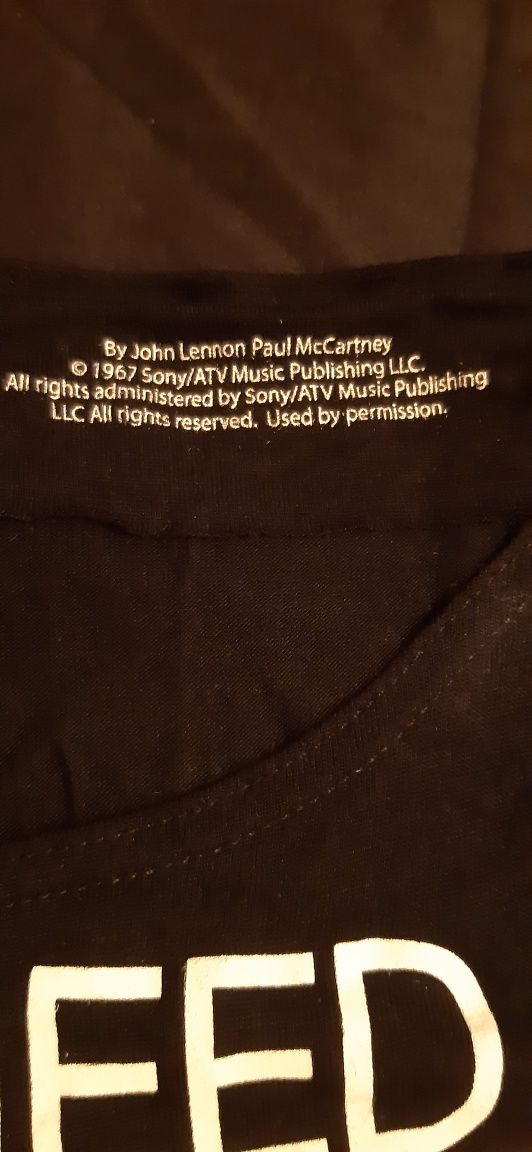 By John Lennon Paul McCartney
© 1967 Sony/ATV Music Publishing LLC.
All rights administered by Sony/ATV Music Publishing
LLC All rights reserved. Used by permission.
FED